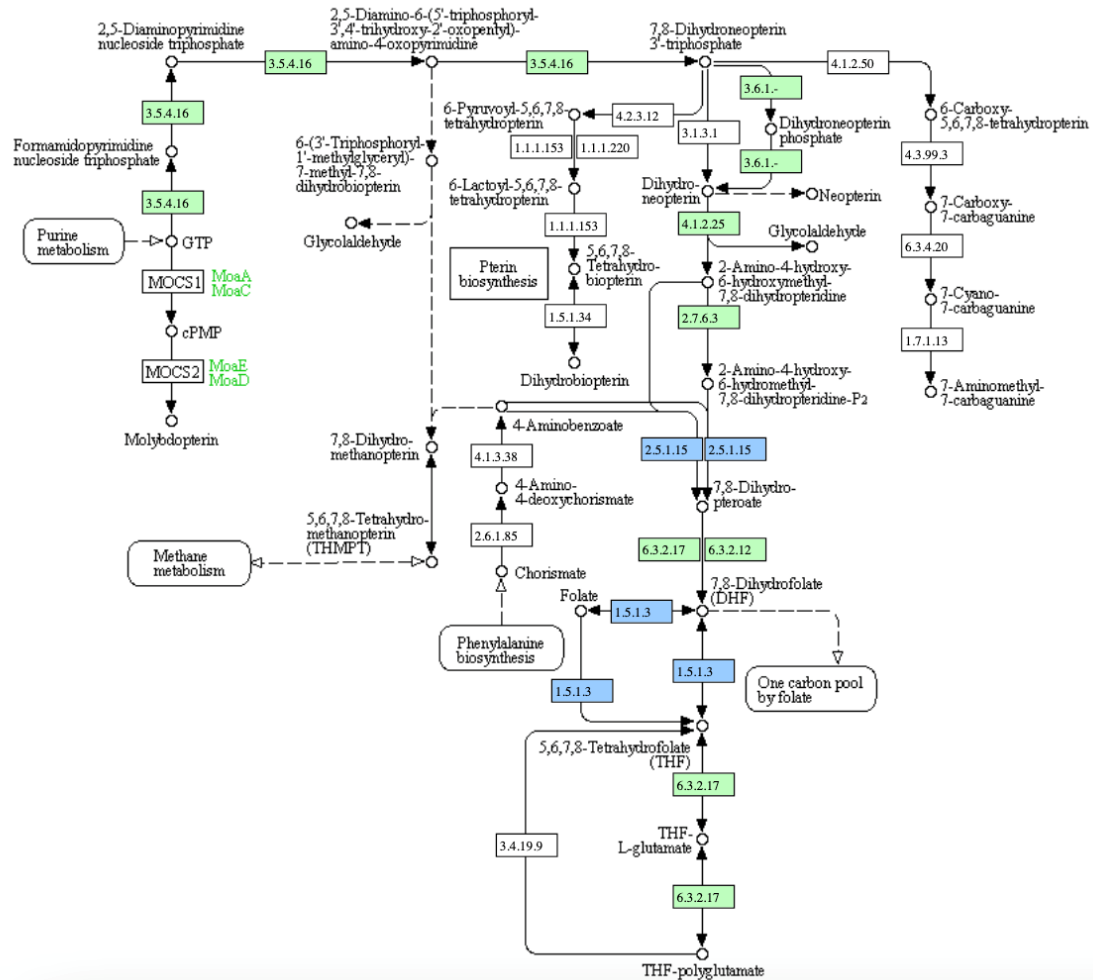 2,5-Diaminopyrimidine
nucleoside triphosphate
2,5-Diamino-6-(5'-triphosphoryl-
3',4'-trihydroxy-2'-oxopentyl)-
amino-4-oxopyrimidine
7,8-Dihydroneopterin
3'-triphosphate
3.5.4.16
3.5.4.16
4.1.2.50
3.5.4.16
6-Pyruvoyl-5,6,7,8-
tetrahydropterin
4.2.3.12
3.1.3.1
3.6.1.-
Dihydroneopterin
phosphate
3.6.1.-
6-Carboxy-
5,6,7,8-tetrahydropterin
Formamidopyrimidine
nucleoside triphosphate
6-(3'-Triphosphoryl-
1'-methylglyceryl)-
7-methyl-7,8-
dihydrobiopterin
1.1.1.153
1.1.1.220
4.3.99.3
3.5.4.16
6-Lactoyl-5,6,7,8-
tetrahydropterin
Dihydro-
neopterin
Neopterin
7-Carboxy-
7-carbaguanine
Purine
metabolism
GTP
Glycolaldehyde
1.1.1.153
4.1.2.25
Glycolaldehyde
6.3.4.20
MOCS1
MoaA
MoaC
Pterin
biosynthesis
5,6,7,8-
Tetrahydro-
biopterin
2-Amino-4-hydroxy-
6-hydroxymethyl-
7,8-dihydropteridine
7-Cyano-
7-carbaguanine
cPMP
1.5.1.34
2.7.6.3
1.7.1.13
MOCS2
MoaE
MoaD
Dihydrobiopterin
2-Amino-4-hydroxy-
6-hydromethyl-
7,8-dihydropteridine-P2
7-Aminomethyl-
7-carbaguanine
Molybdopterin
4-Aminobenzoate
7,8-Dihydro-
methanopterin
4.1.3.38
2.5.1.15
2.5.1.15
4-Amino-
4-deoxychorismate
7,8-Dihydro-
pteroate
5,6,7,8-Tetrahydro-
methanopterin
(THMPT)
2.6.1.85
6.3.2.17
6.3.2.12
Methane
metabolism
Chorismate
7,8-Dihydrofolate
(DHF)
Folate
1.5.1.3
Phenylalanine
biosynthesis
1.5.1.3
1.5.1.3
One carbon pool
by folate
5,6,7,8-Tetrahydrofolate
(THF)
6.3.2.17
3.4.19.9
THF-
L-glutamate
6.3.2.17
THF-polyglutamate